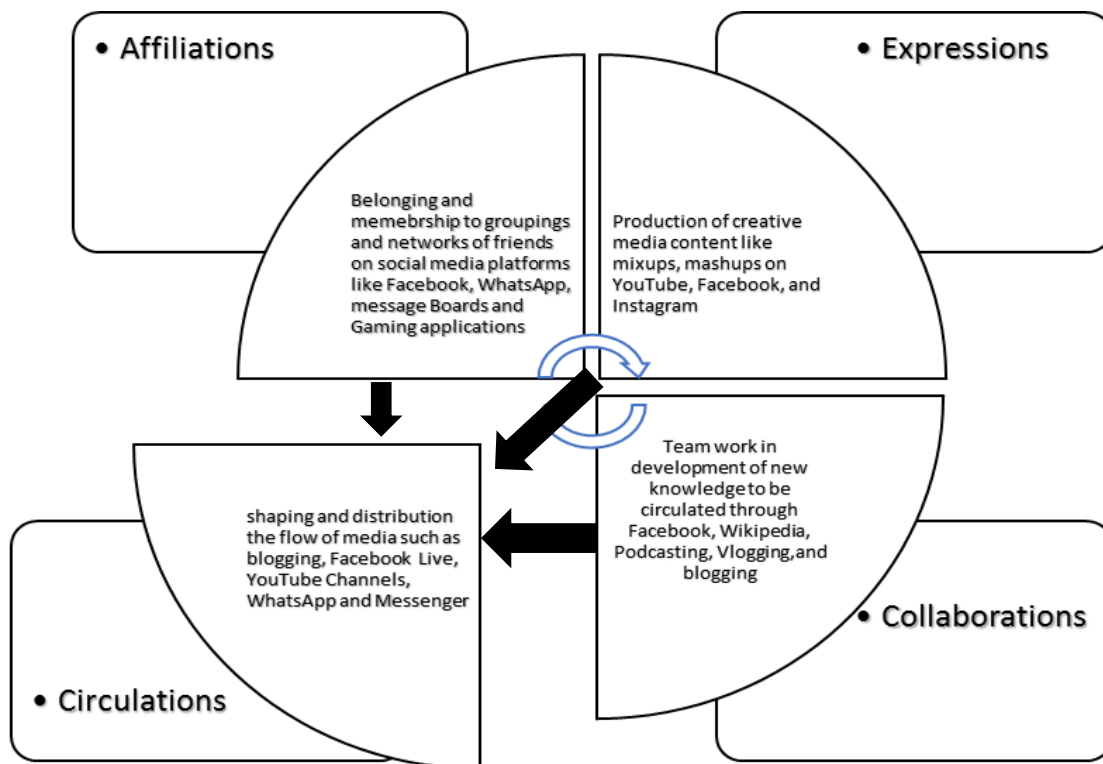 • Affiliations
Belonging and
memebrship to groupings
and networks of friends
on social media platforms
like Facebook, WhatsApp,
message Boards and
Gaming applications
• Expressions
Production of creative
media content like
mixups, mashups on
YouTube, Facebook, and
Instagram
shaping and distribution
the flow of media such as
blogging, Facebook Live,
YouTube Channels,
WhatsApp and Messenger
• Circulations
Team work in
development of new
knowledge to be
circulated through
Facebook, Wikipedia,
Podcasting, Vlogging,and
blogging
• Collaborations